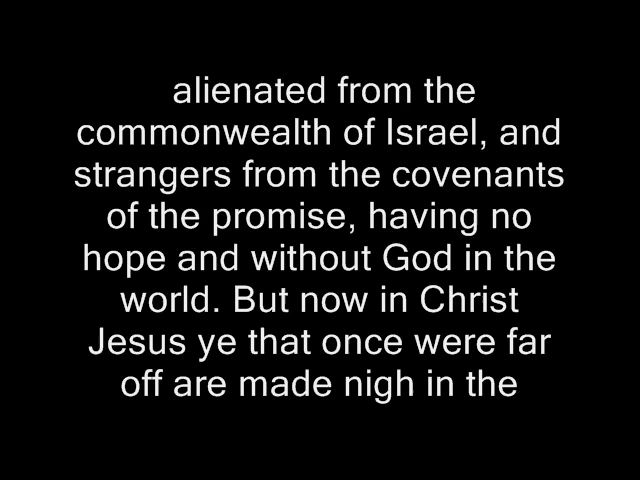 alienated from the
commonwealth of Israel, and
strangers from the covenants
of the promise, having no
hope and without God in the
world. But now in Christ
Jesus ye that once were far
off are made nigh in the